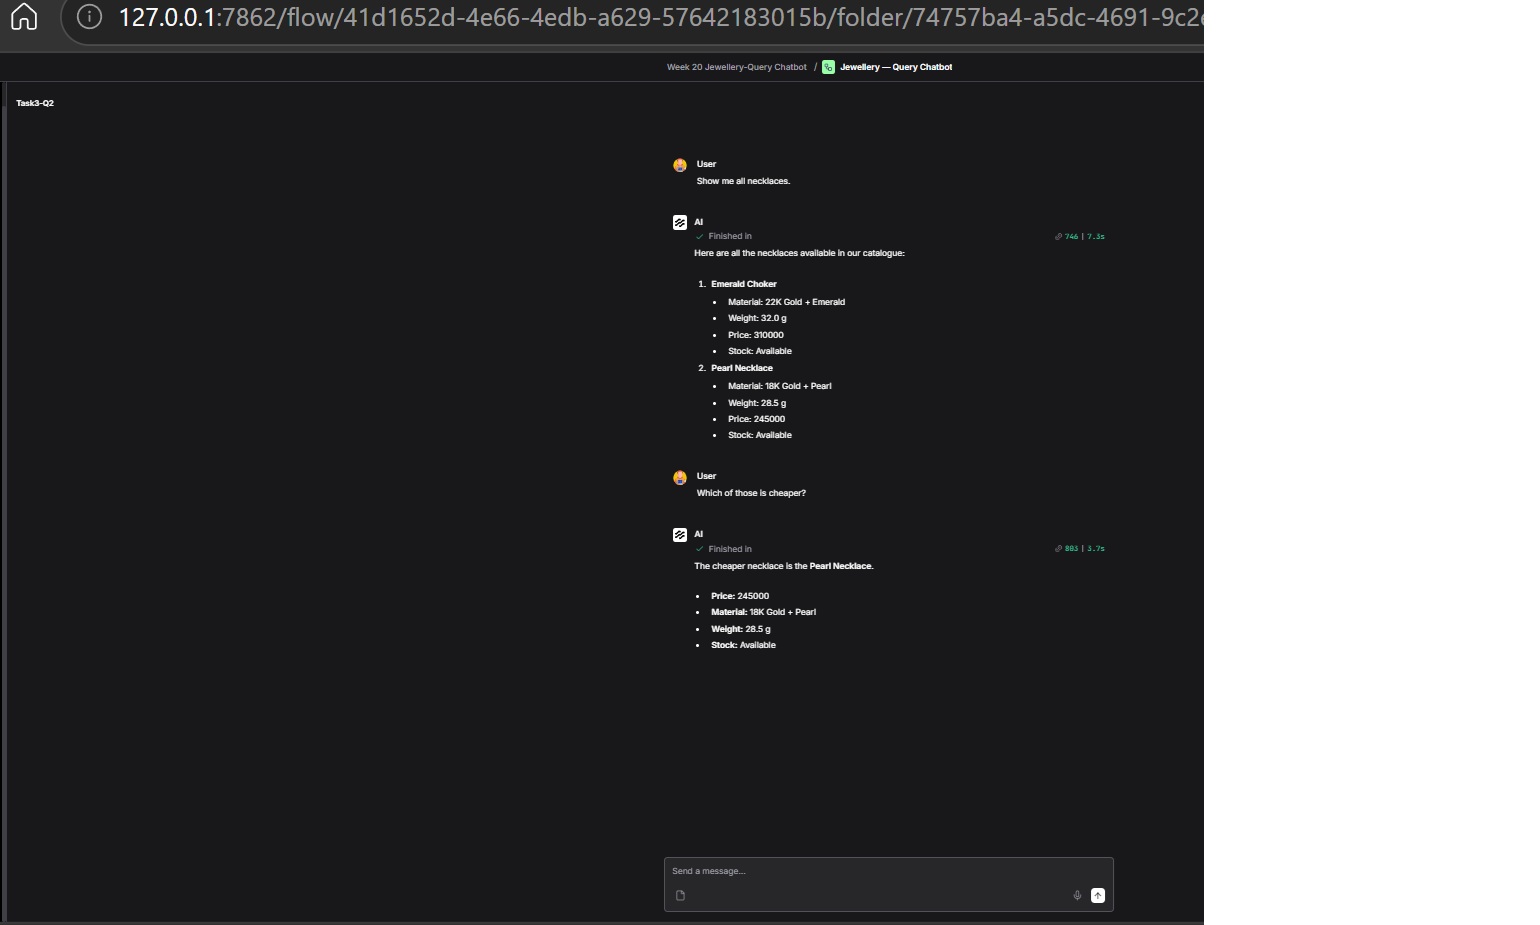 127.0.0.1:7862/flow/41d1652d-4e66-4edb-a629-57642183015b/folder/74757ba4-a5dc-4691-9c2e
Week 20 Jewellery-Query Chatbot / Jewellery — Query Chatbot
Task3-Q2
User
Show me all necklaces.
AI
Finished in 746 | 7.3s
Here are all the necklaces available in our catalogue:
1. Emerald Choker
• Material: 22K Gold + Emerald
• Weight: 32.0 g
• Price: 310000
• Stock: Available
2. Pearl Necklace
• Material: 18K Gold + Pearl
• Weight: 28.5 g
• Price: 245000
• Stock: Available
User
Which of those is cheaper?
AI
Finished in 883 | 3.7s
The cheaper necklace is the Pearl Necklace.
• Price: 245000
• Material: 18K Gold + Pearl
• Weight: 28.5 g
• Stock: Available
Send a message...